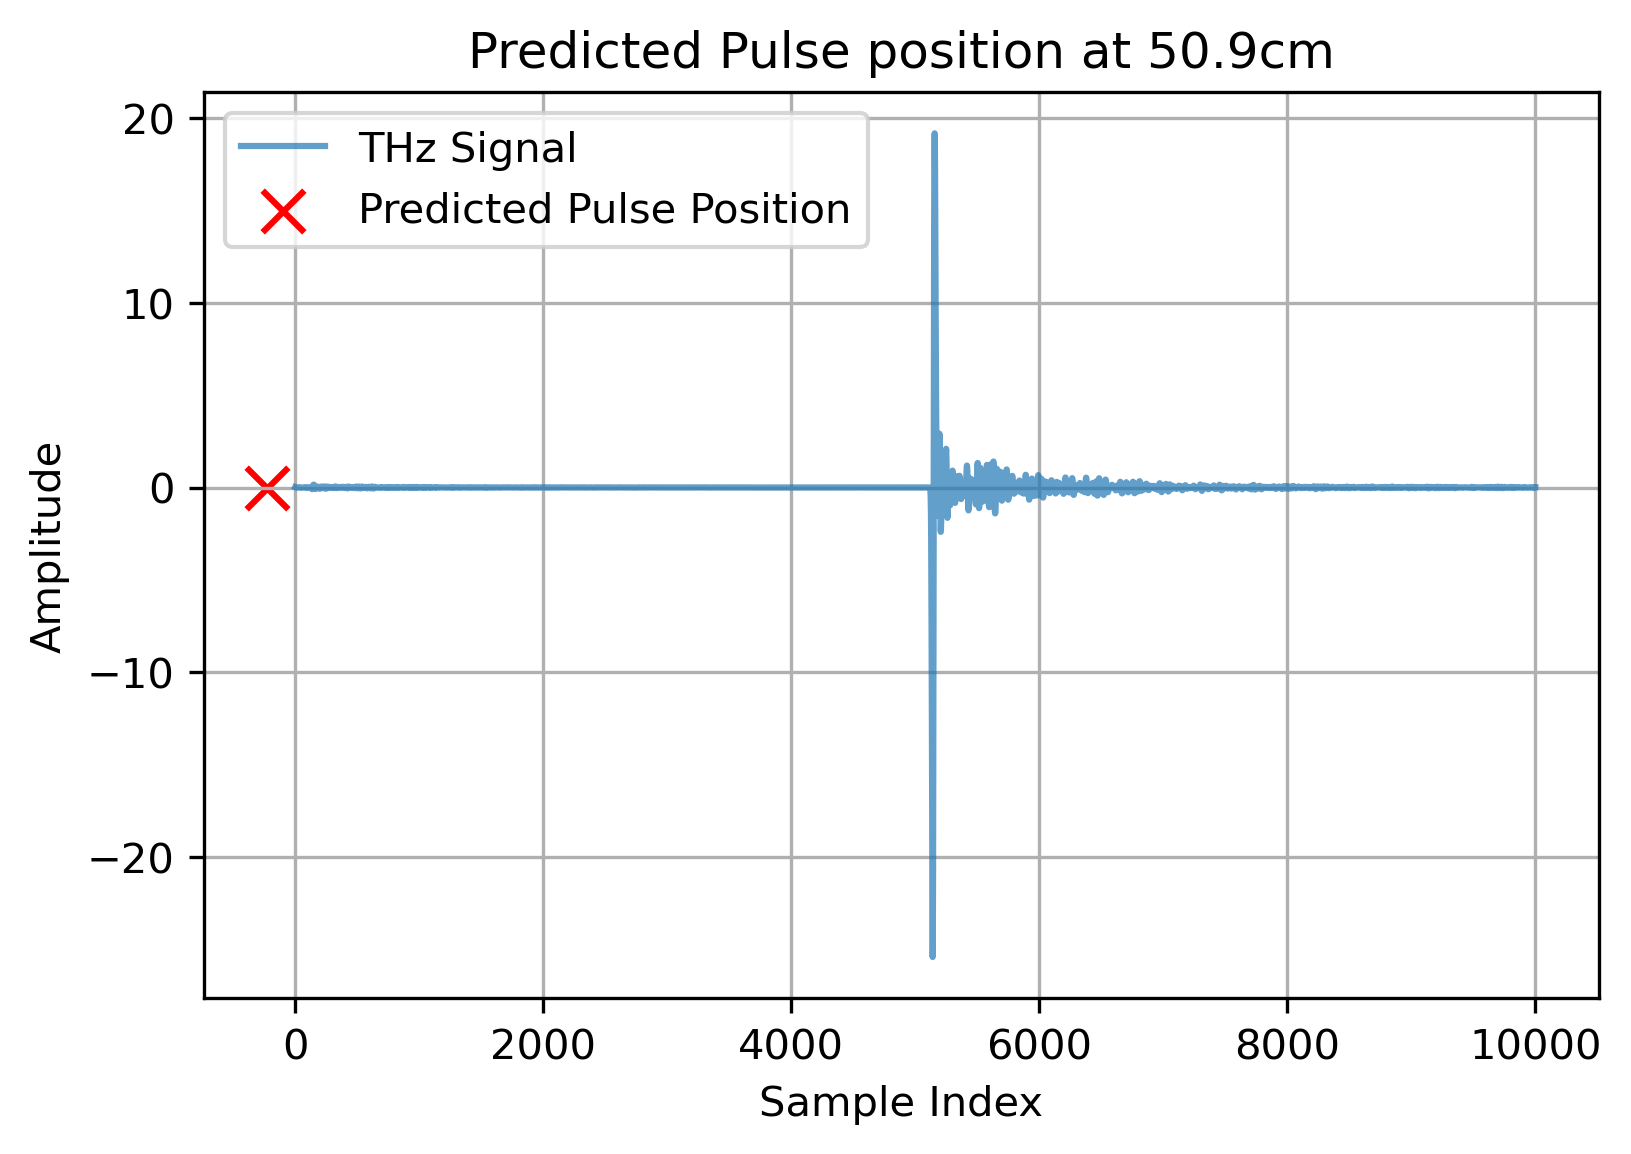 Predicted Pulse position at 50.9cm
THz Signal
Predicted Pulse Position
20
10
0
−10
−20
Amplitude
0 2000 4000 6000 8000 10000
Sample Index